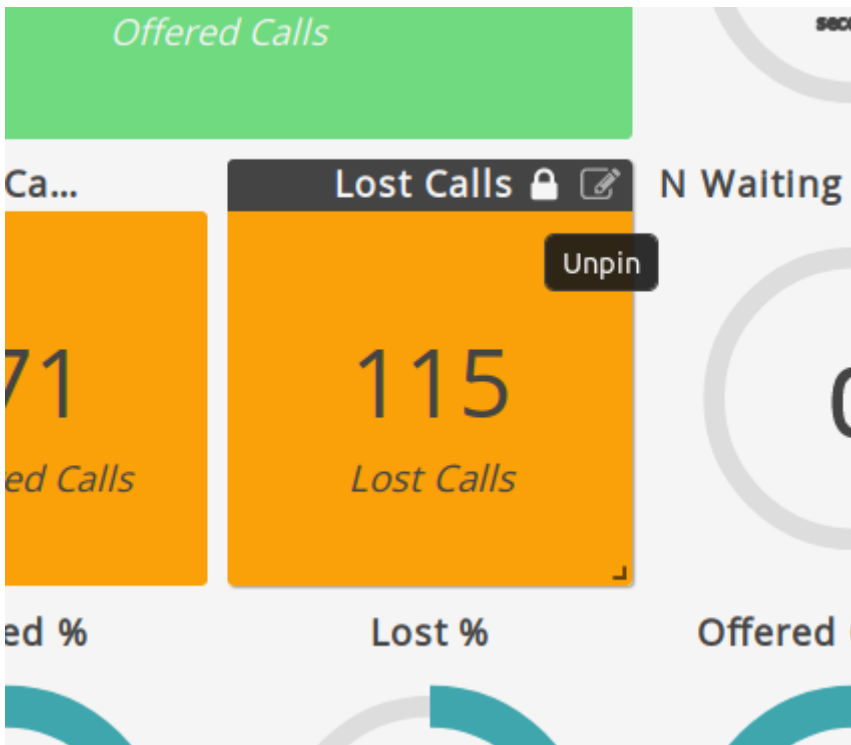 Offered Calls
Ca...
Lost Calls
N Waiting
Unpin
71
115
ed Calls
Lost Calls
ed %
Lost %
Offered